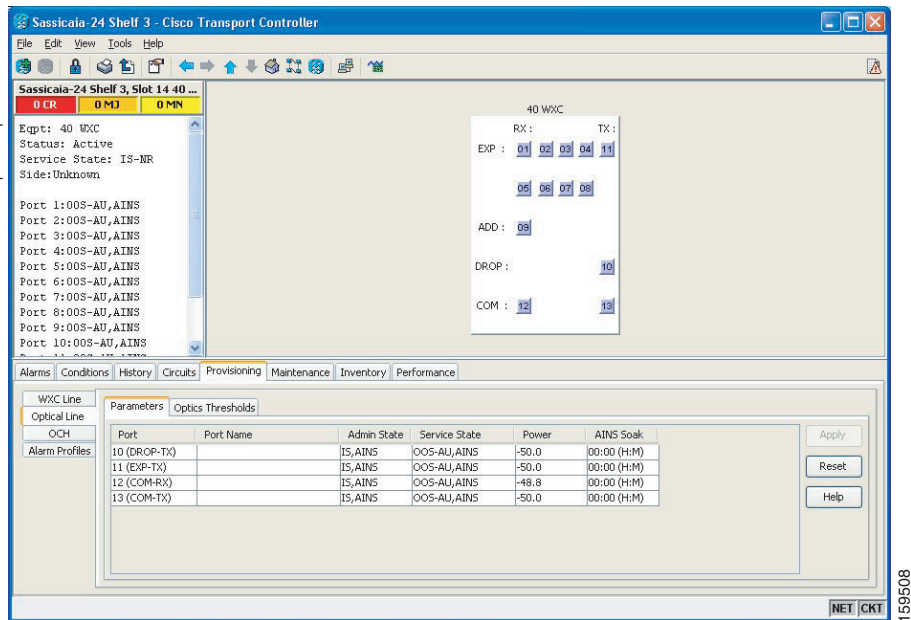 Sassicaia-24 Shelf 3 - Cisco Transport Controller
File Edit View Tools Help
Sassicaia-24 Shelf 3, Slot 14 40 ...
0 CR 0 MJ 0 MN
Eqpt: 40 WXC
Status: Active
Service State: IS-NR
Side:Unknown
Port 1:OOS-AU,AINS
Port 2:OOS-AU,AINS
Port 3:OOS-AU,AINS
Port 4:OOS-AU,AINS
Port 5:OOS-AU,AINS
Port 6:OOS-AU,AINS
Port 7:OOS-AU,AINS
Port 8:OOS-AU,AINS
Port 9:OOS-AU,AINS
Port 10:OOS-AU,AINS
40 WXC
RX : TX :
EXP : 01 02 03 04 11
05 06 07 08
ADD : 09
DROP : 10
COM : 12 13
Alarms Conditions History Circuits Provisioning Maintenance Inventory Performance
WXC Line
Optical Line
OCH
Alarm Profiles
Parameters Optics Thresholds
Port Port Name Admin State Service State Power AINS Soak
10 (DROP-TX) IS,AINS OOS-AU,AINS -50.0 00:00 (H:M)
11 (EXP-TX) IS,AINS OOS-AU,AINS -50.0 00:00 (H:M)
12 (COM-RX) IS,AINS OOS-AU,AINS -48.8 00:00 (H:M)
13 (COM-TX) IS,AINS OOS-AU,AINS -50.0 00:00 (H:M)
Apply
Reset
Help
NET CKT
159508